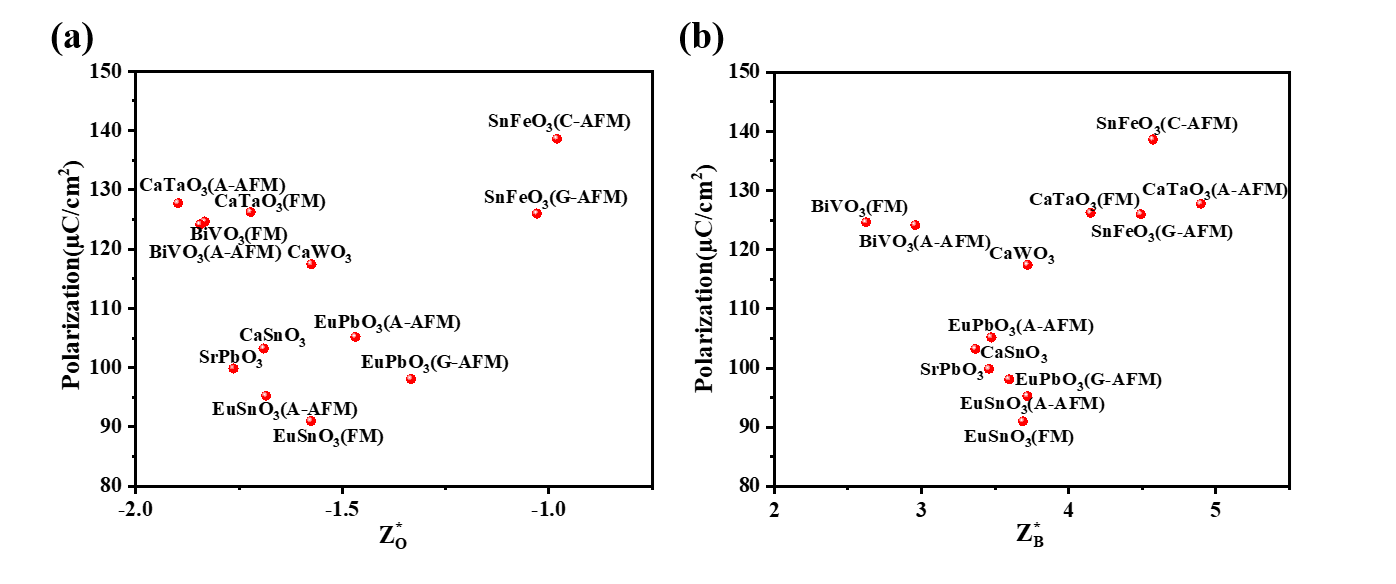 (a)
150
140
130
120
110
100
90
80
-2.0
-1.5
-1.0
Polarization(μC/cm²)
Z*O
SnFeO₃(C-AFM)
CaTaO₃(A-AFM)
CaTaO₃(FM)
SnFeO₃(G-AFM)
BiVO₃(FM)
BiVO₃(A-AFM)
CaWO₃
EuPbO₃(A-AFM)
CaSnO₃
SrPbO₃
EuPbO₃(G-AFM)
EuSnO₃(A-AFM)
EuSnO₃(FM)
(b)
150
140
130
120
110
100
90
80
2
3
4
5
Polarization(μC/cm²)
Z*B
SnFeO₃(C-AFM)
CaTaO₃(A-AFM)
CaTaO₃(FM)
BiVO₃(FM)
SnFeO₃(G-AFM)
BiVO₃(A-AFM)
CaWO₃
EuPbO₃(A-AFM)
CaSnO₃
SrPbO₃
EuPbO₃(G-AFM)
EuSnO₃(A-AFM)
EuSnO₃(FM)